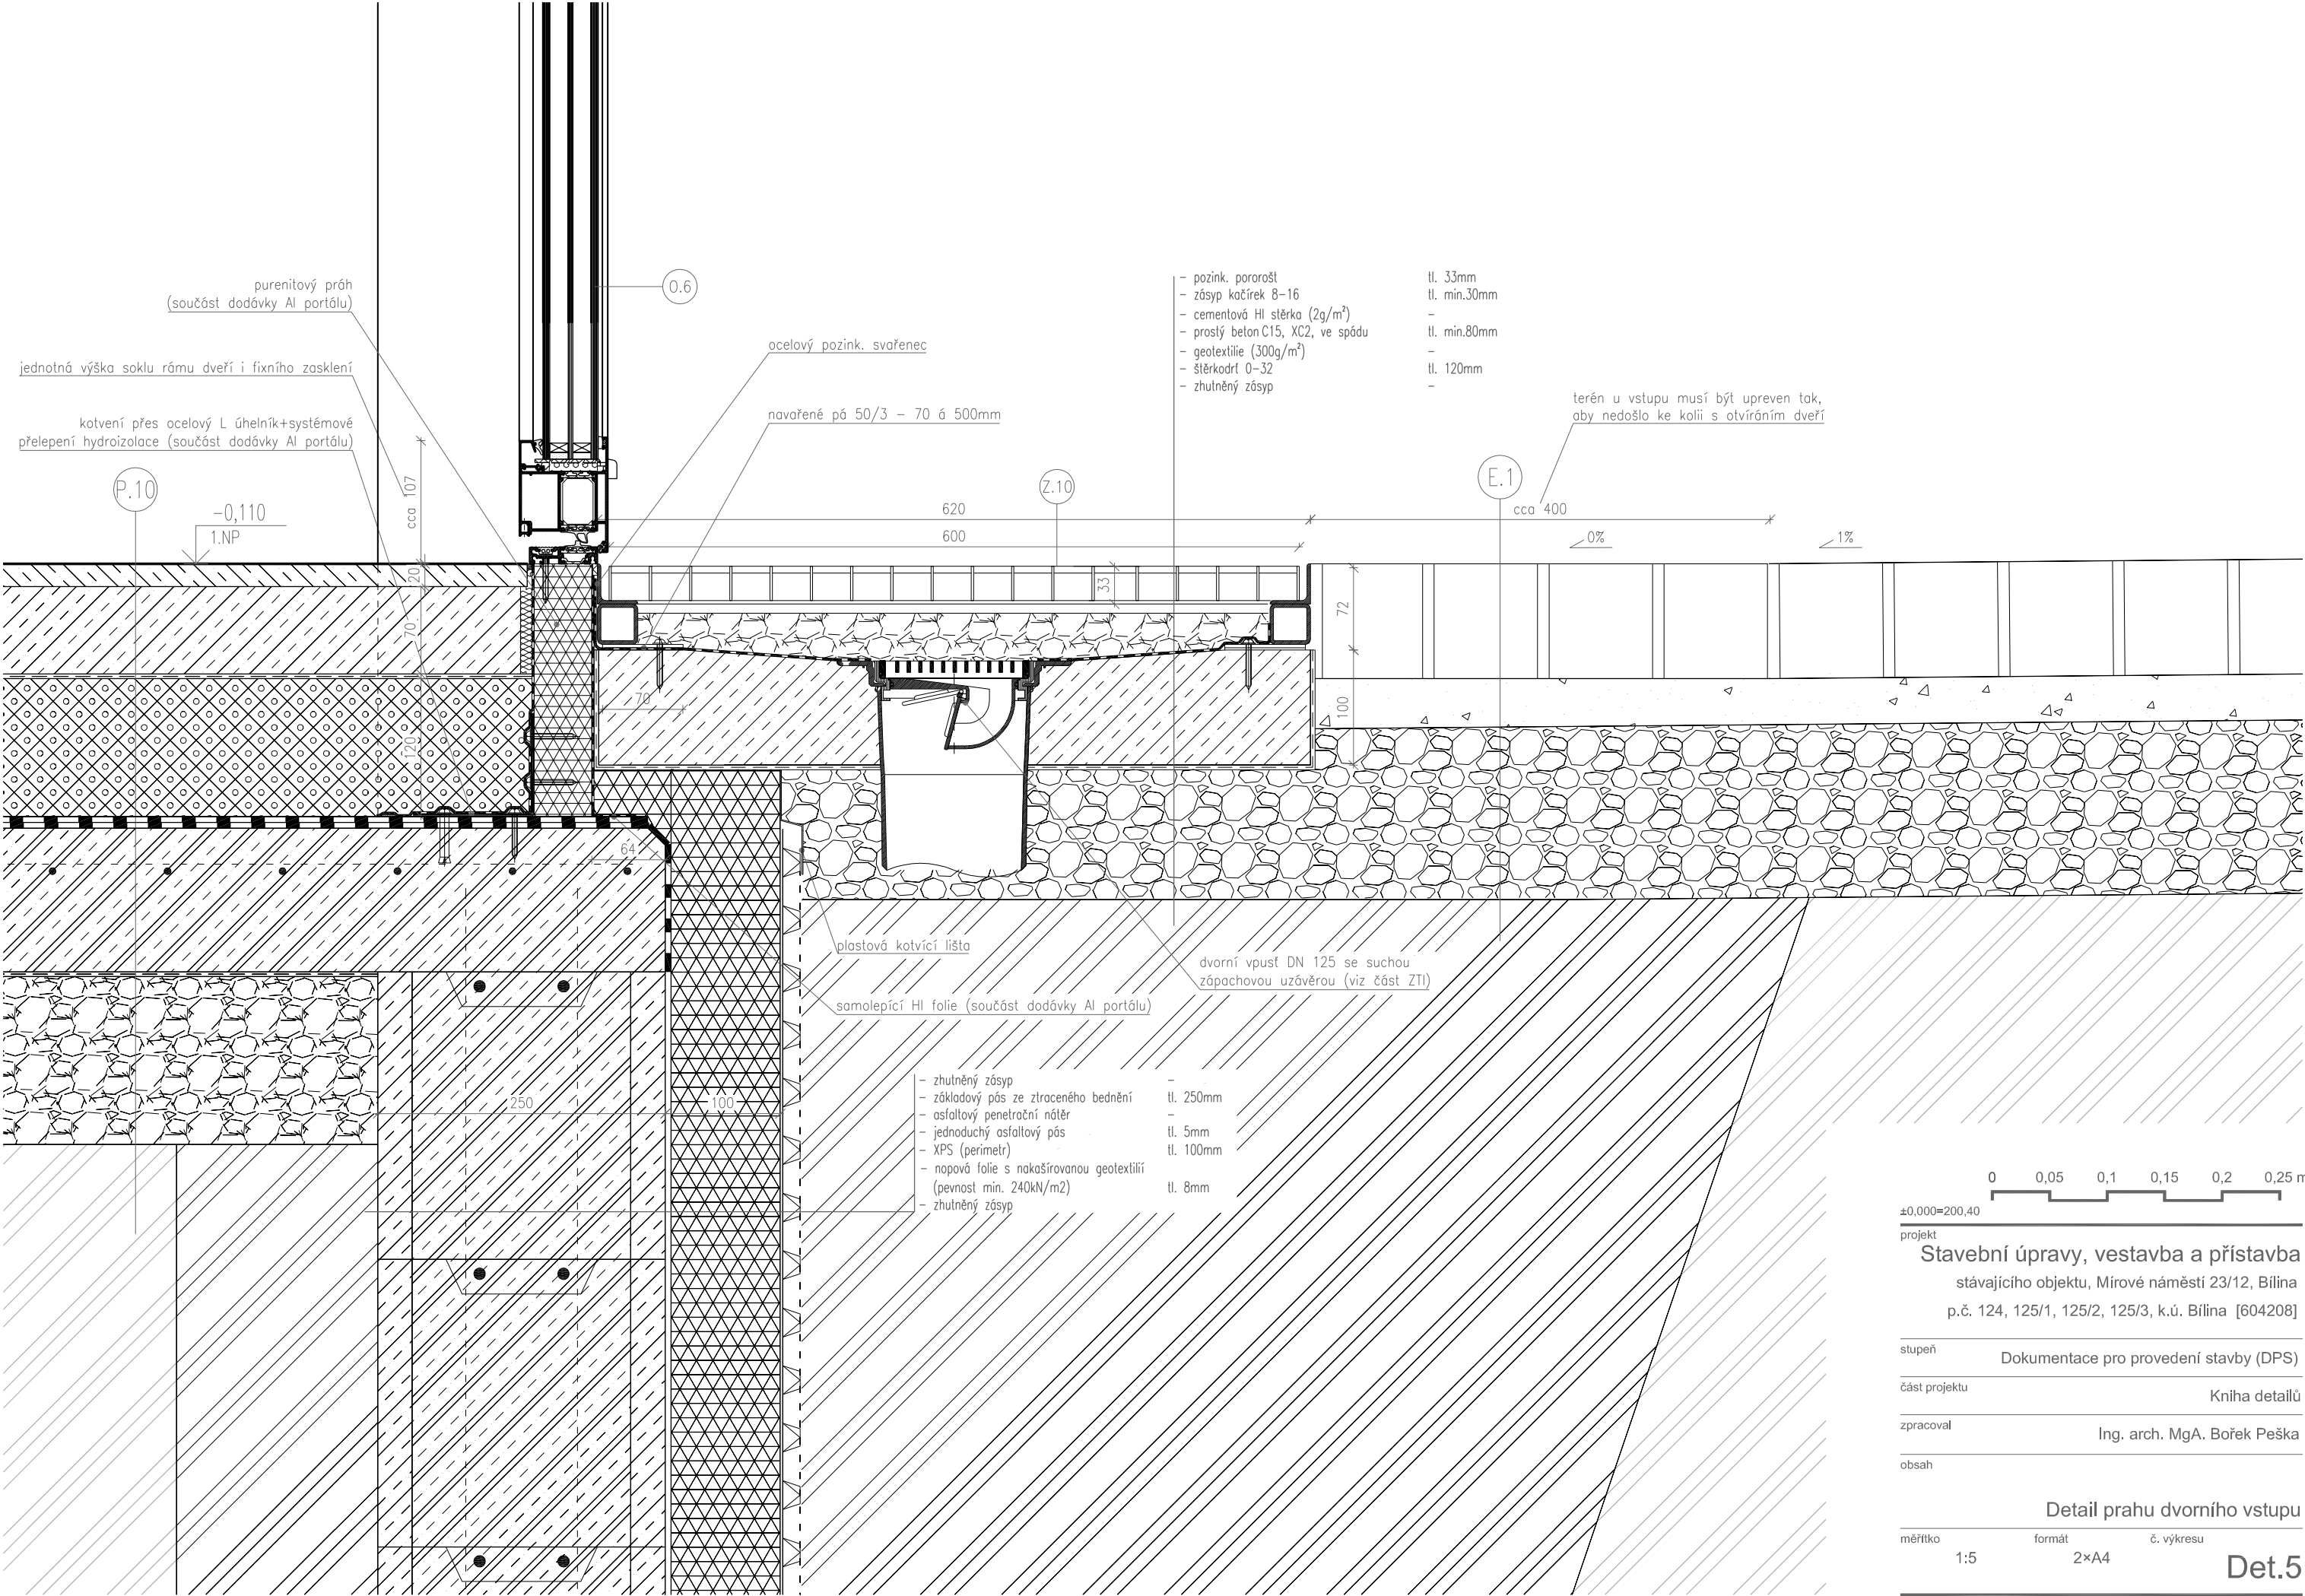 purenitový práh
(součást dodávky Al portálu)
jednotná výška soklu rámu dveří i fixního zasklení
kotvení přes ocelový L úhelník+systémové
přelepení hydroizolace (součást dodávky Al portálu)
P.10
-0,110
1.NP
cca 107
20
70
120
O.6
ocelový pozink. svařenec
navařené pá 50/3 - 70 á 500mm
Z.10
620
600
33
70
64
- pozink. pororošt tl. 33mm
- zásyp kačírek 8-16 tl. min.30mm
- cementová HI stěrka (2g/m²) -
- prostý beton C15, XC2, ve spádu tl. min.80mm
- geotextilie (300g/m²) -
- štěrkodrť 0-32 tl. 120mm
- zhutněný zásyp -
terén u vstupu musí být upreven tak,
aby nedošlo ke kolii s otvíráním dveří
E.1
cca 400
0%
1%
72
100
plastová kotvící lišta
dvorní vpusť DN 125 se suchou
zápachovou uzávěrou (viz část ZTI)
samolepící HI folie (součást dodávky Al portálu)
250
100
- zhutněný zásyp -
- základový pás ze ztraceného bednění tl. 250mm
- asfaltový penetrační nátěr -
- jednoduchý asfaltový pás tl. 5mm
- XPS (perimetr) tl. 100mm
- nopová folie s nakašírovanou geotextilií
(pevnost min. 240kN/m2) tl. 8mm
- zhutněný zásyp
0 0,05 0,1 0,15 0,2 0,25 m
±0,000=200,40
projekt
Stavební úpravy, vestavba a přístavba
stávajícího objektu, Mírové náměstí 23/12, Bílina
p.č. 124, 125/1, 125/2, 125/3, k.ú. Bílina [604208]
stupeň
Dokumentace pro provedení stavby (DPS)
část projektu
Kniha detailů
zpracoval
Ing. arch. MgA. Bořek Peška
obsah
Detail prahu dvorního vstupu
měřítko formát č. výkresu
1:5 2×A4 Det.5